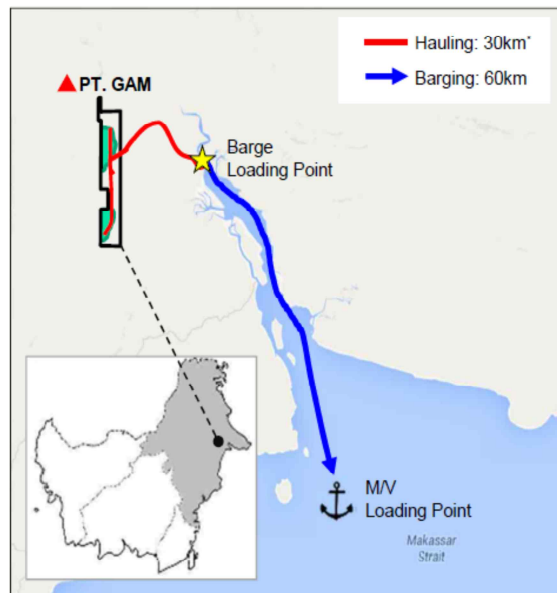 Hauling: 30km*
Barging: 60km
PT. GAM
Barge
Loading Point
M/V
Loading Point
Makassar
Strait